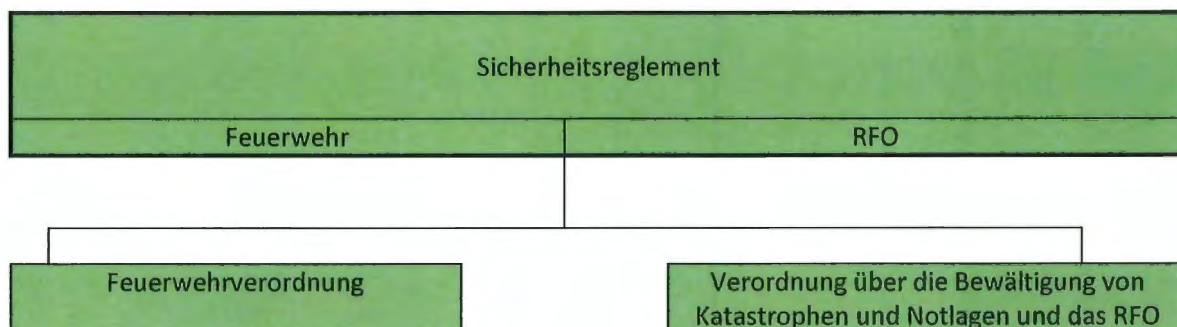 Sicherheitsreglement
Feuerwehr
RFO
Feuerwehrverordnung
Verordnung über die Bewältigung von
Katastrophen und Notlagen und das RFO